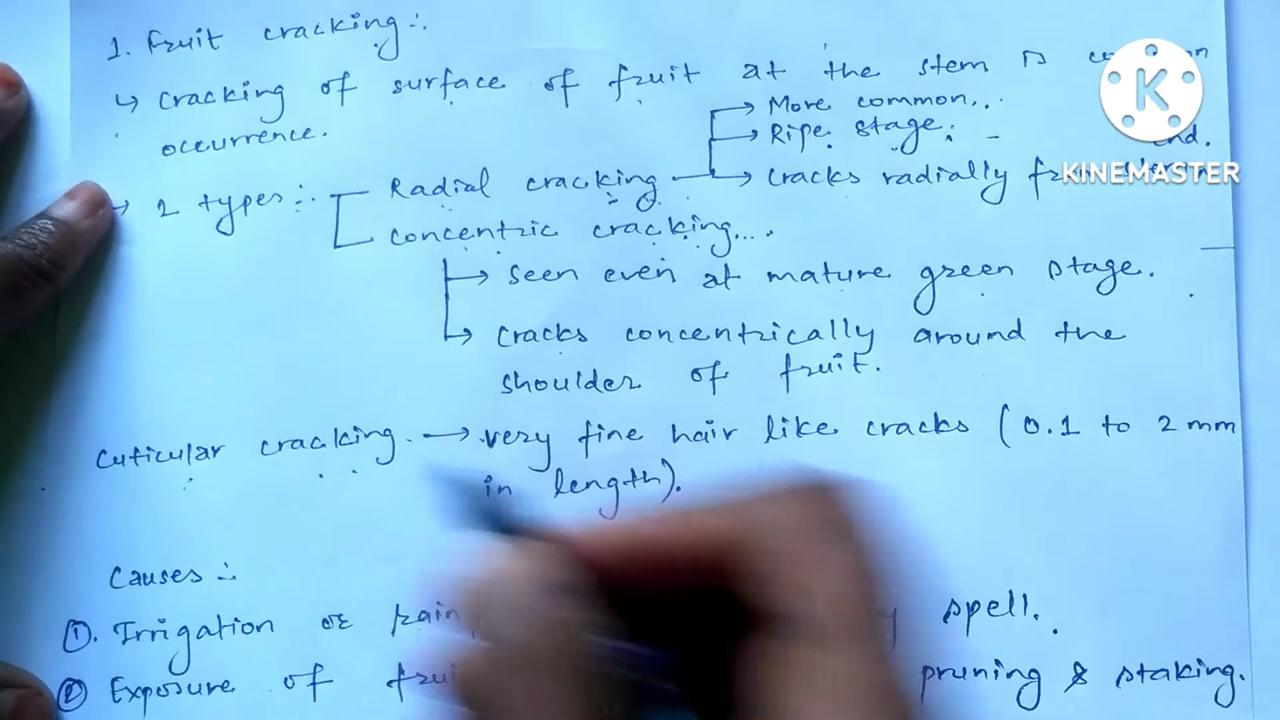 1. Fruit cracking :.
↳ cracking of surface of fruit at the stem is
occurrence.
→ More common...
→ Ripe stage. -
end.
→ 2 types :. Radial cracking → cracks radially
concentric cracking....
→ seen even at mature green stage.
↳ cracks concentrically around the
shoulder of fruit.
Cuticular cracking. → very fine hair like cracks (0.1 to 2 mm
in length).
Causes :.
①. Irrigation or rain spell.
② Exposure of pruning & staking.
K
KINEMASTER